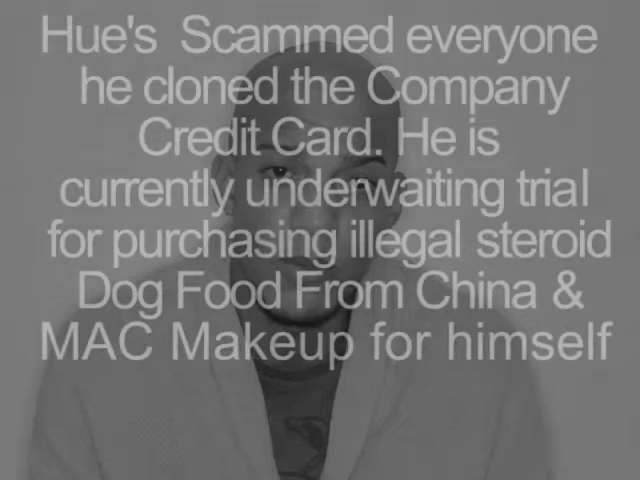 Hue's Scammed everyone
he cloned the Company
Credit Card. He is
currently underwaiting trial
for purchasing illegal steroid
Dog Food From China &
MAC Makeup for himself